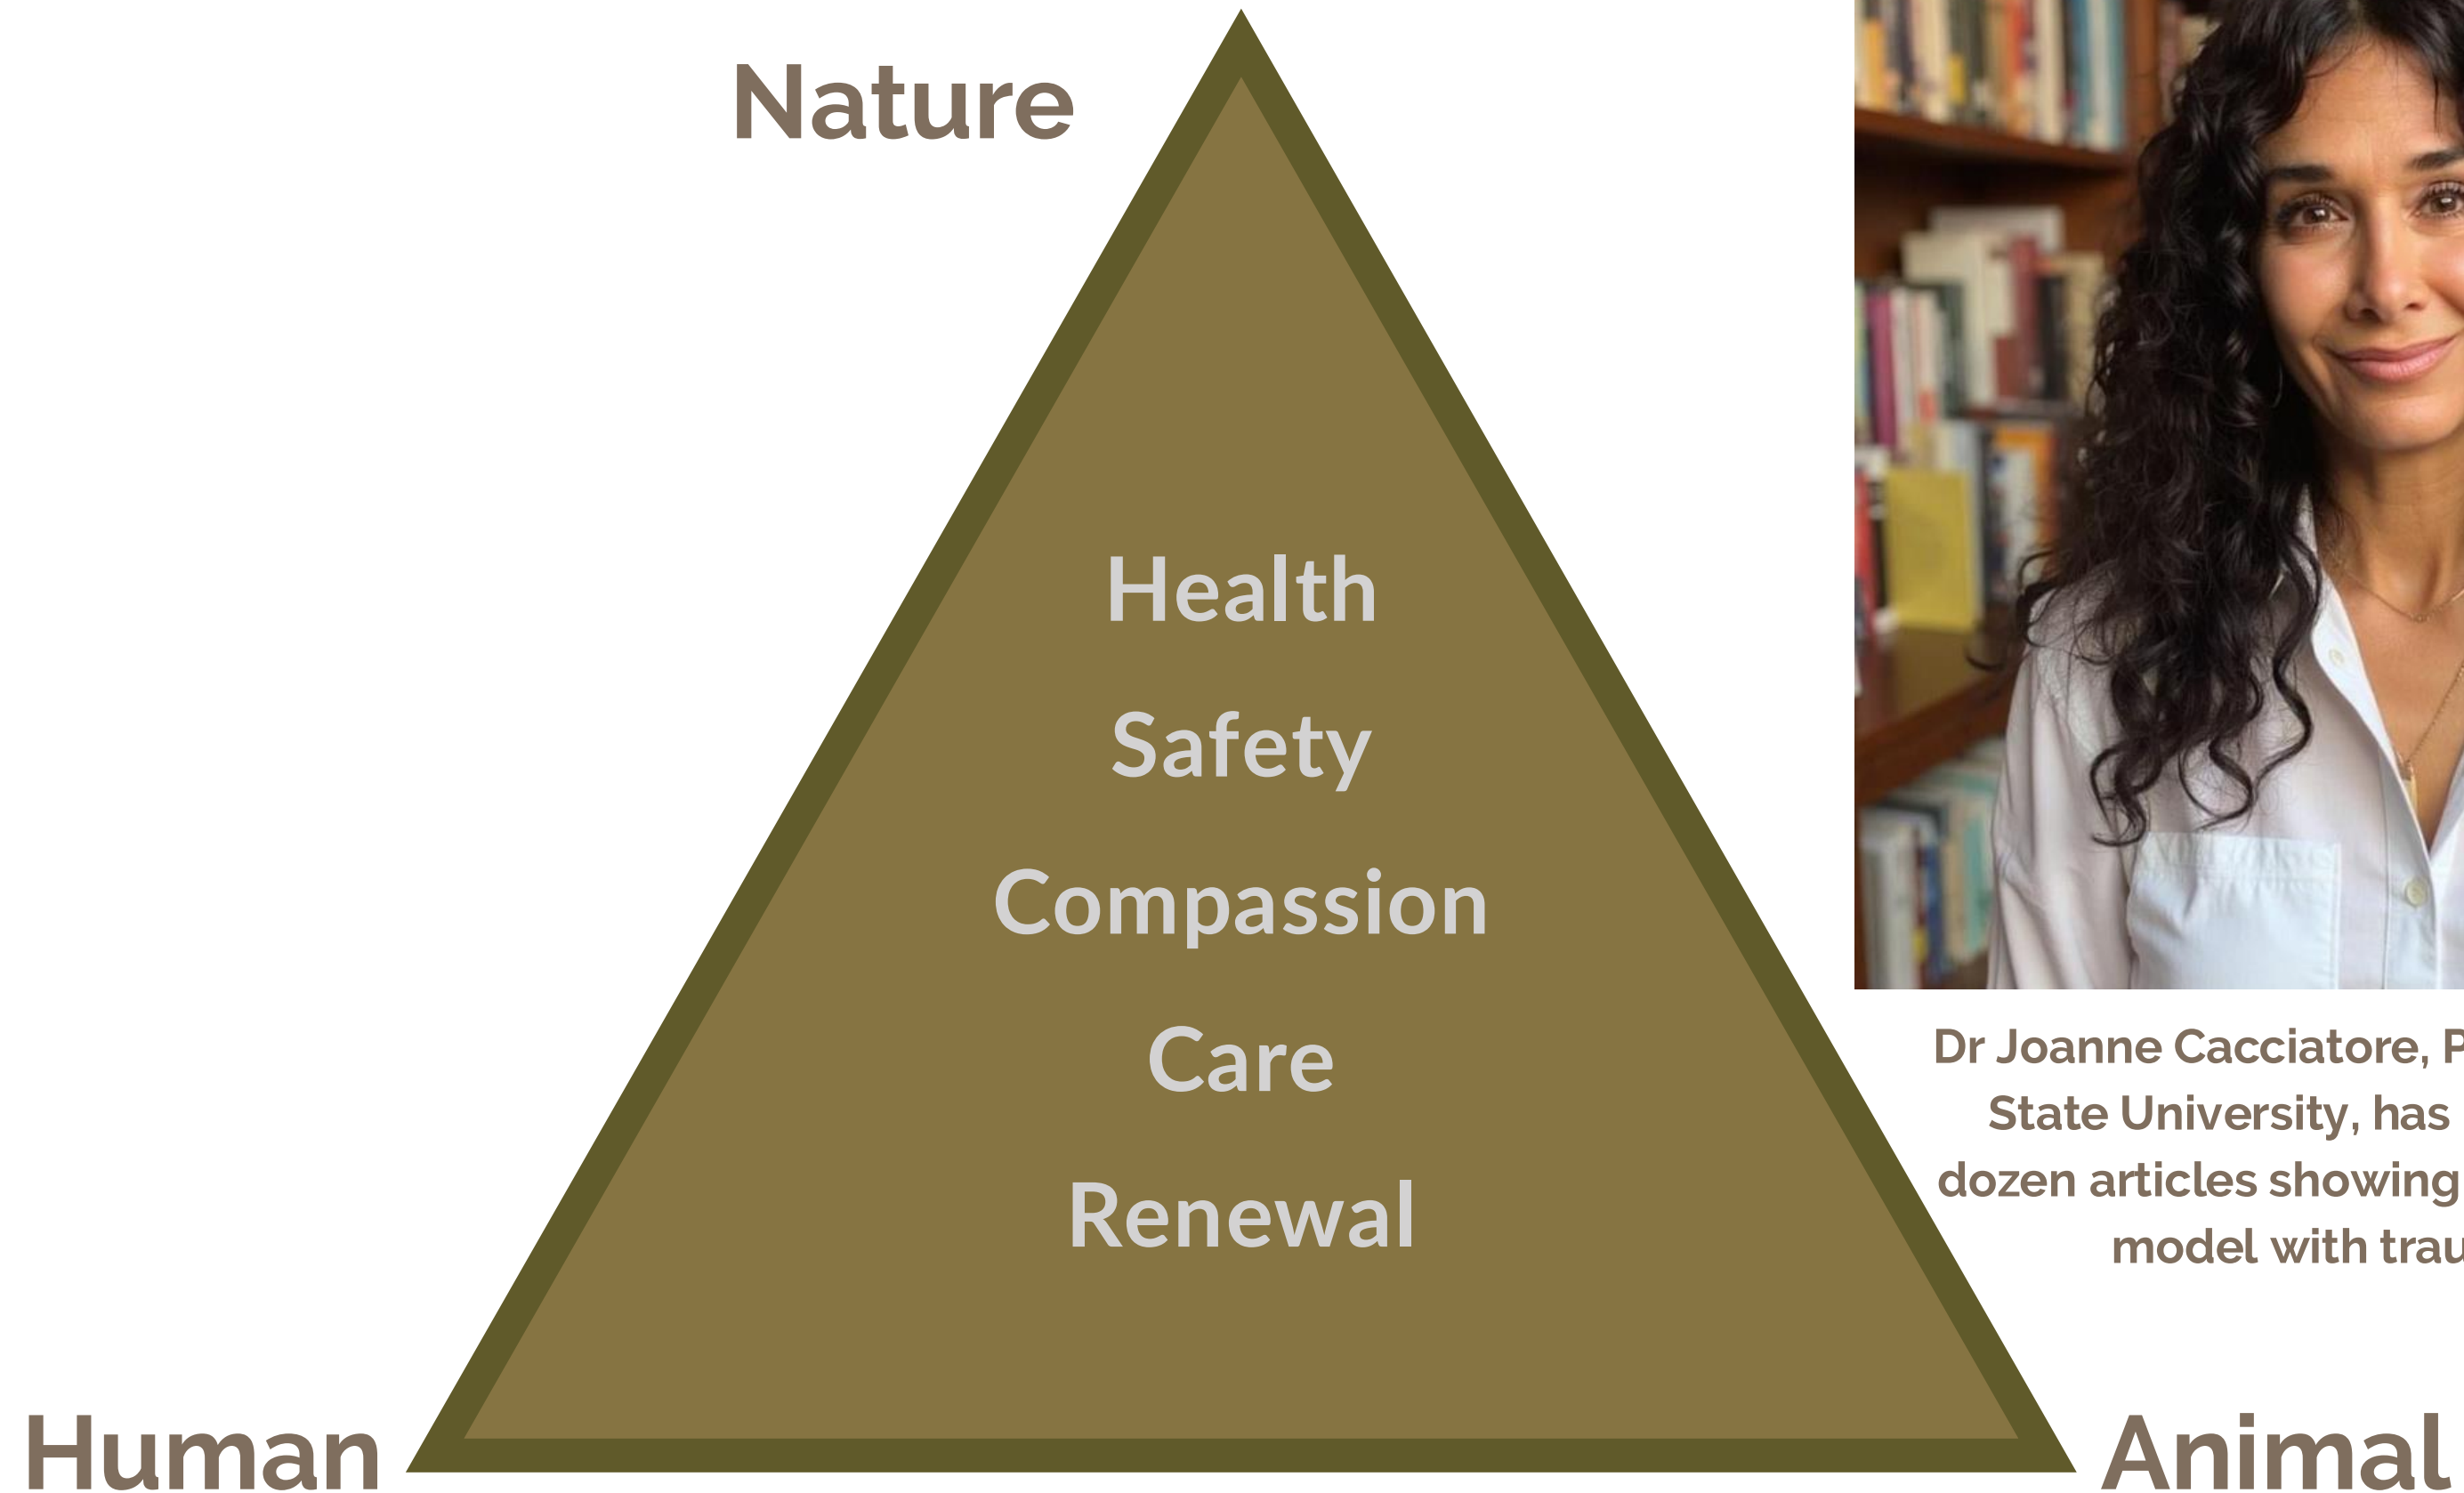 Nature
Health
Safety
Compassion
Care
Renewal
Dr Joanne Cacciatore,
State University, has
dozen articles showing
model with
Human
Animal